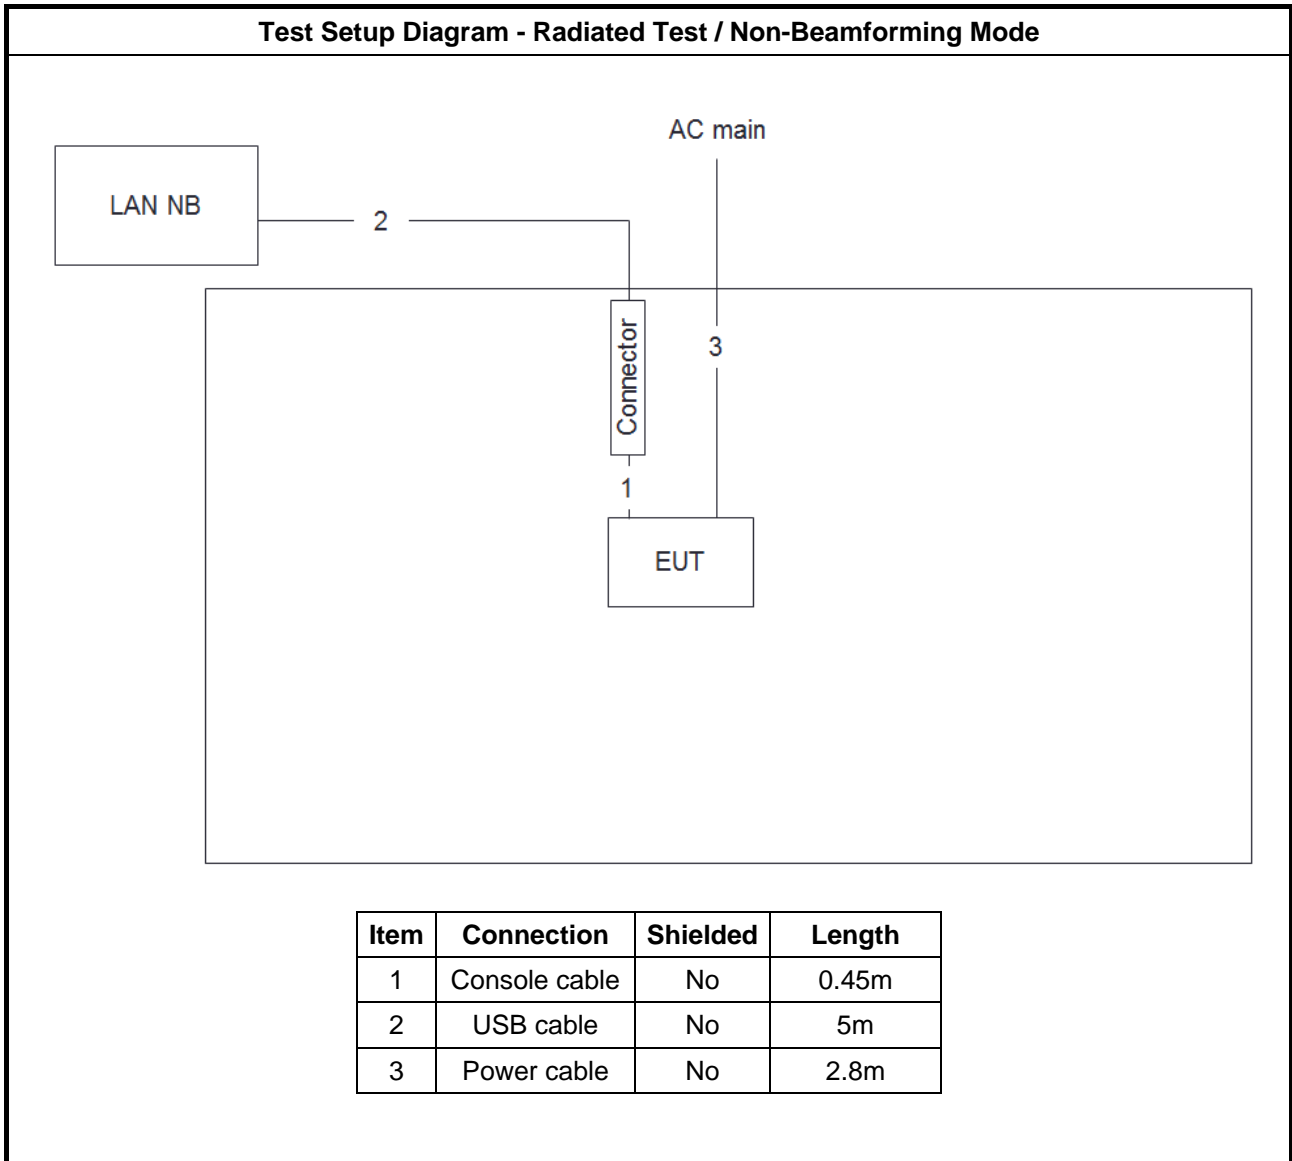 Test Setup Diagram - Radiated Test / Non-Beamforming Mode
AC main
LAN NB
2
Connector
3
1
EUT
Item Connection Shielded Length
1 Console cable No 0.45m
2 USB cable No 5m
3 Power cable No 2.8m